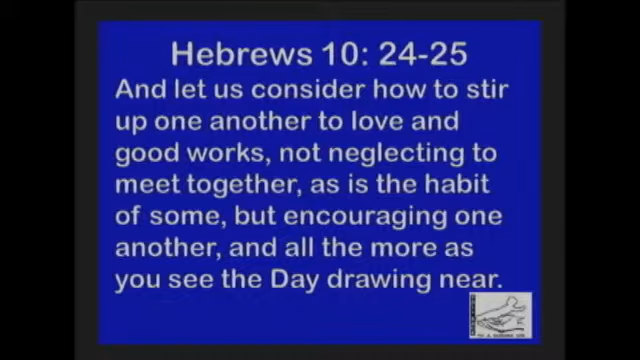 Hebrews 10: 24-25
And let us consider how to stir
up one another to love and
good works, not neglecting to
meet together, as is the habit
of some, but encouraging one
another, and all the more as
you see the Day drawing near.